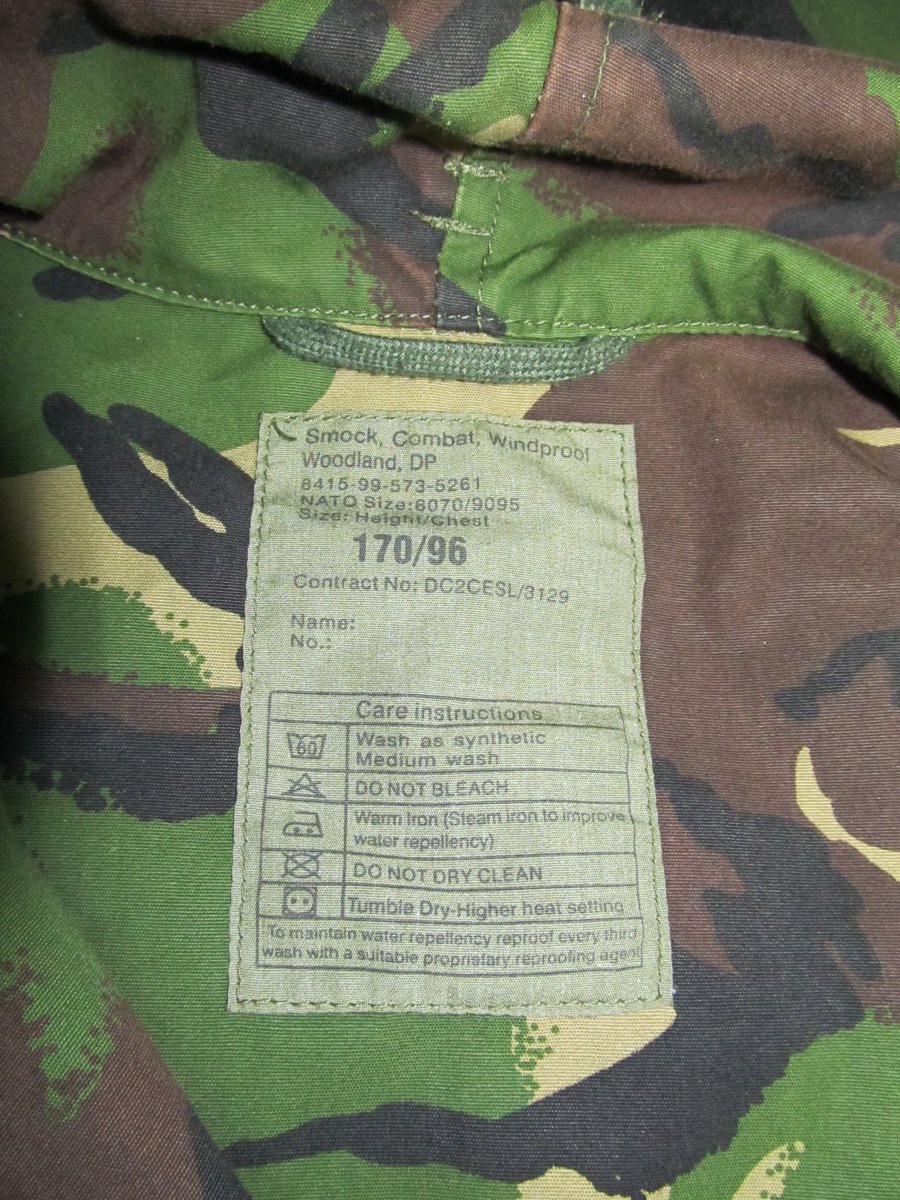 Smock, Combat, Windproof
Woodland, DP
8415-99-573-5261
NATO Size:6070/9095
Size: Height/Chest
170/96
Contract No: DC2CESL/3129
Name:
No.:
Care instructions
60
Wash as synthetic
Medium wash
DO NOT BLEACH
Warm Iron (Steam iron to improve
water repellency)
DO NOT DRY CLEAN
Tumble Dry-Higher heat setting
To maintain water repellency reproof every third
wash with a suitable proprietary reproofing agent